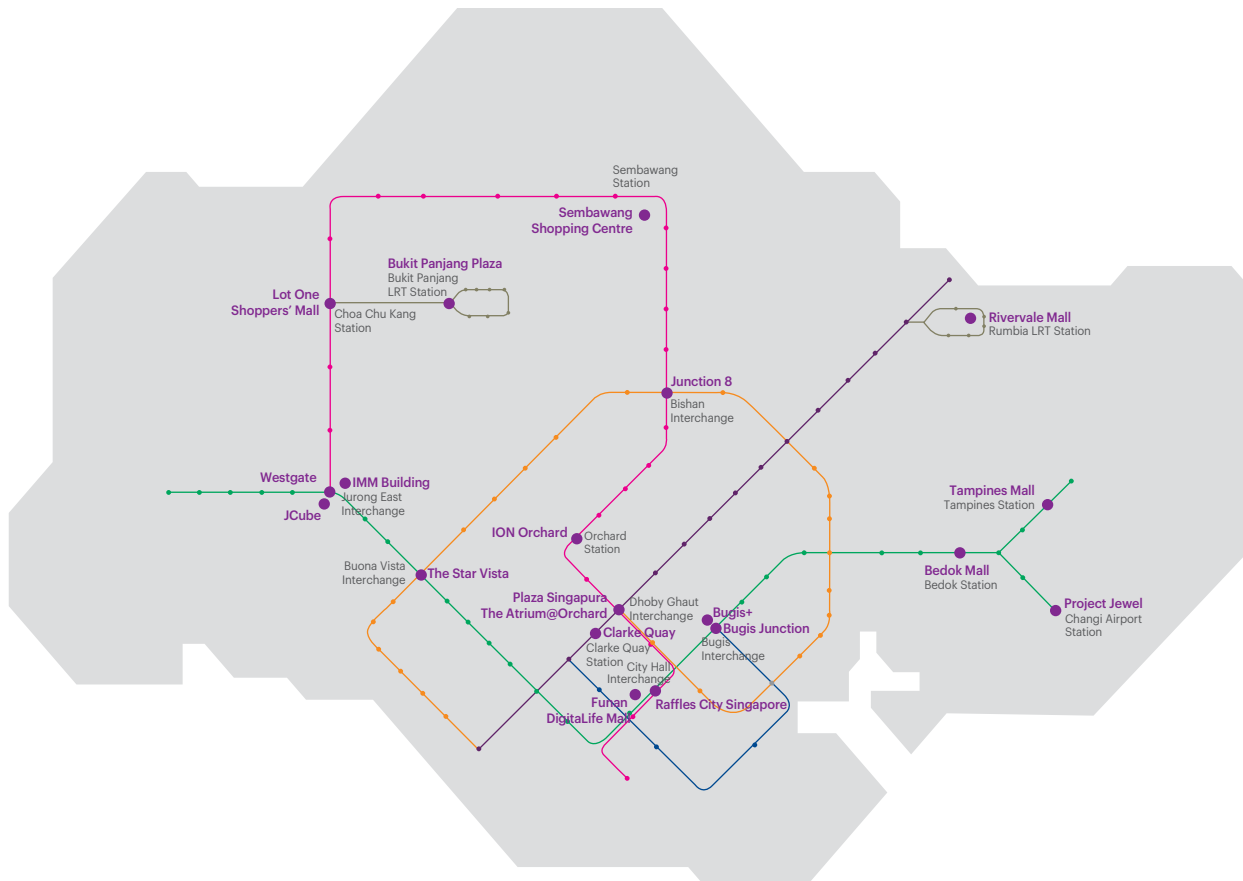 Sembawang
Station
Sembawang
Shopping Centre
Bukit Panjang Plaza
Bukit Panjang
LRT Station
Lot One
Shoppers' Mall
Choa Chu Kang
Station
Rivervale Mall
Rumbia LRT Station
Junction 8
Bishan
Interchange
Westgate
IMM Building
Jurong East
Interchange
JCube
Tampines Mall
Tampines Station
ION Orchard
Orchard
Station
Buona Vista
Interchange
The Star Vista
Bedok Mall
Bedok Station
Plaza Singapura
The Atrium@Orchard
Dhoby Ghaut
Interchange
Project Jewel
Changi Airport
Station
Bugis+
Bugis Junction
Bugis
Interchange
Clarke Quay
Clarke Quay
Station
City Hall
Interchange
Funan
DigitaLife Mall
Raffles City Singapore